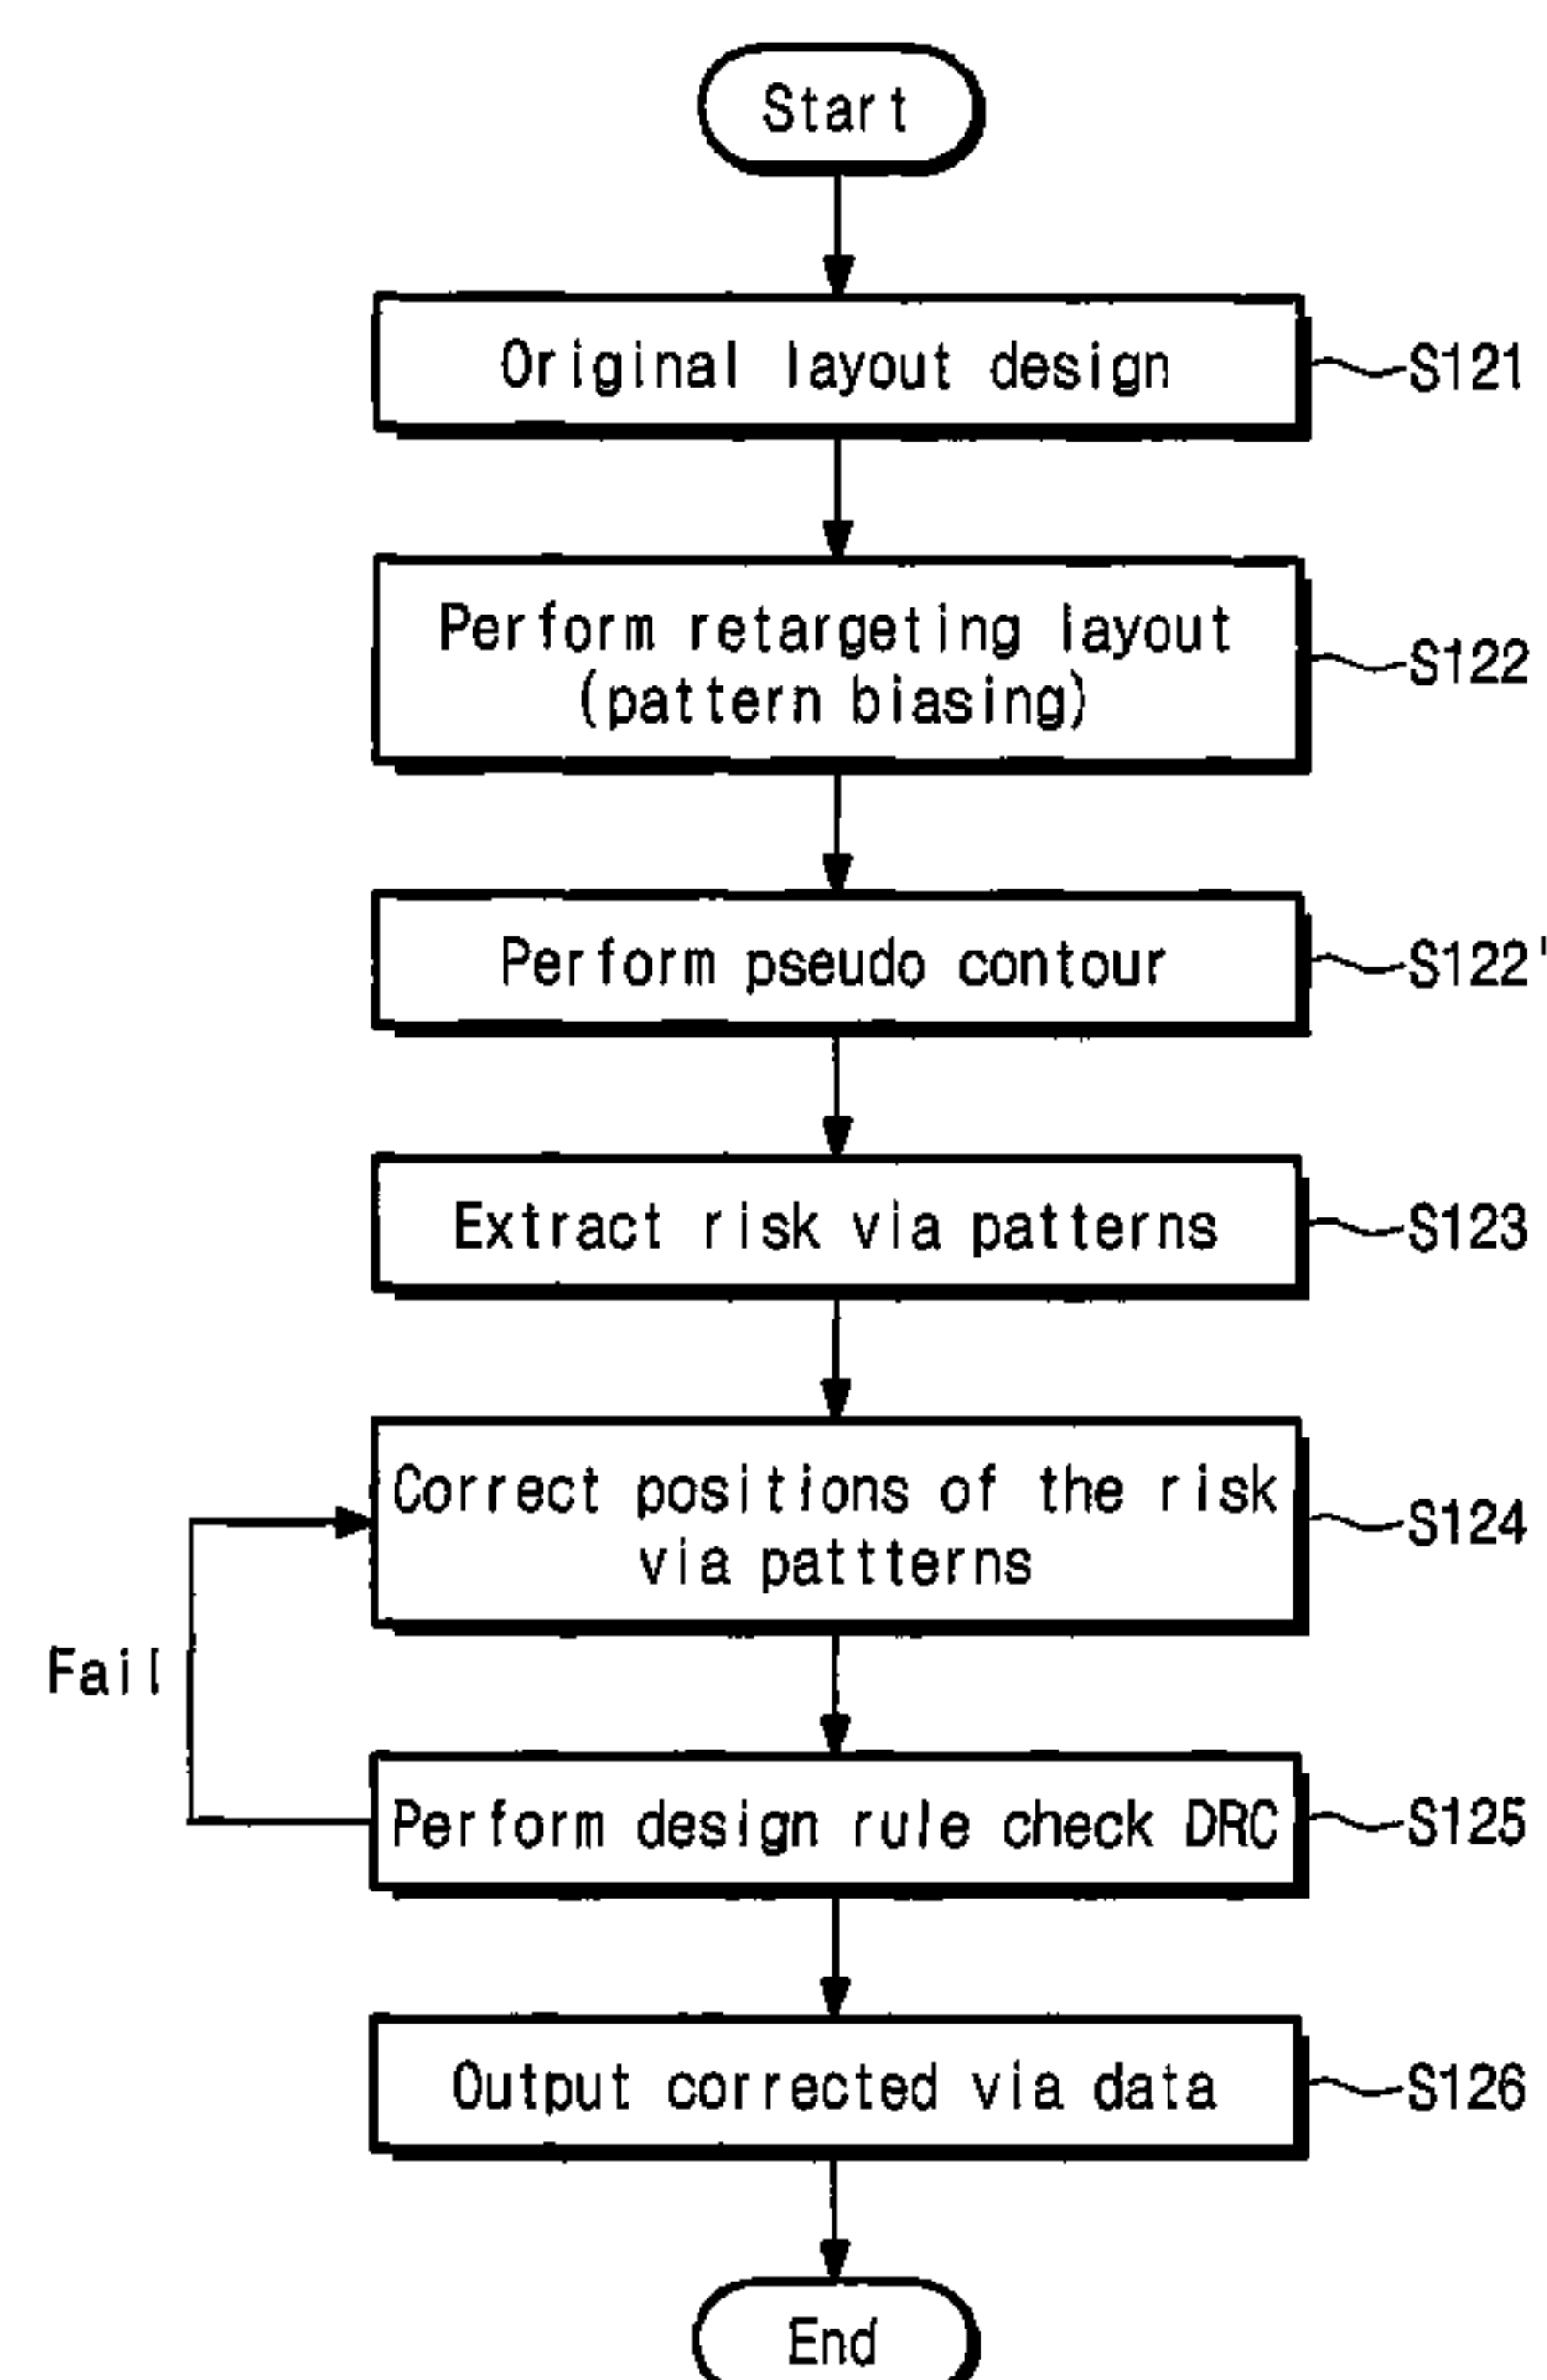 Start
Original layout design
S121
Perform retargeting layout
(pattern biasing)
S122
Perform pseudo contour
S122'
Extract risk via patterns
S123
Correct positions of the risk
via pattterns
S124
Fail
Perform design rule check DRC
S125
Output corrected via data
S126
End